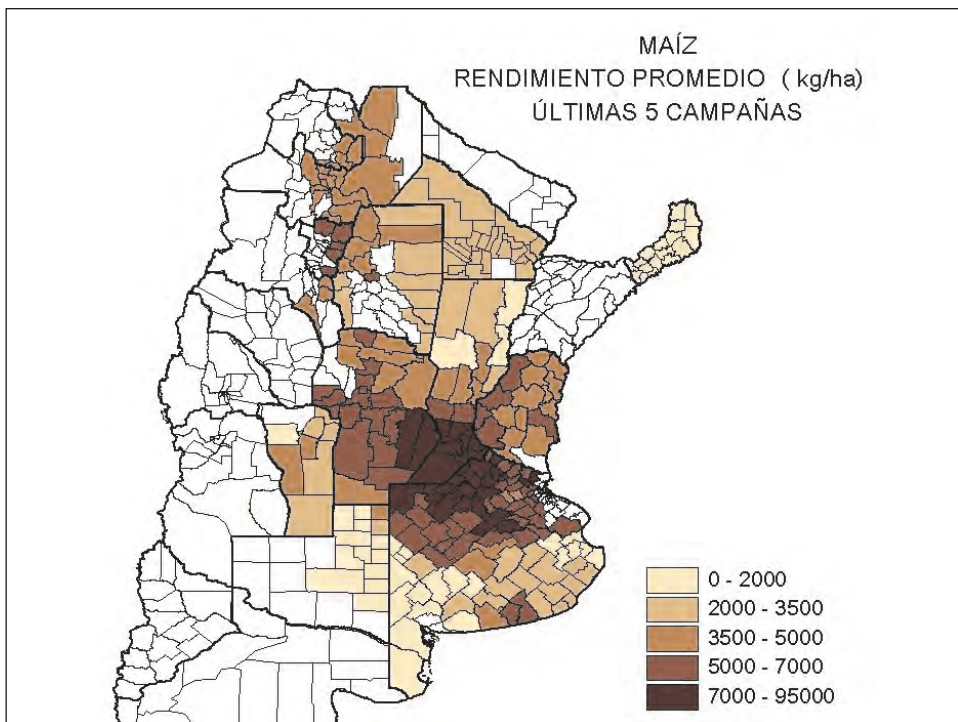 MAÍZ
RENDIMIENTO PROMEDIO ( kg/ha)
ÚLTIMAS 5 CAMPAÑAS
0 - 2000
2000 - 3500
3500 - 5000
5000 - 7000
7000 - 95000